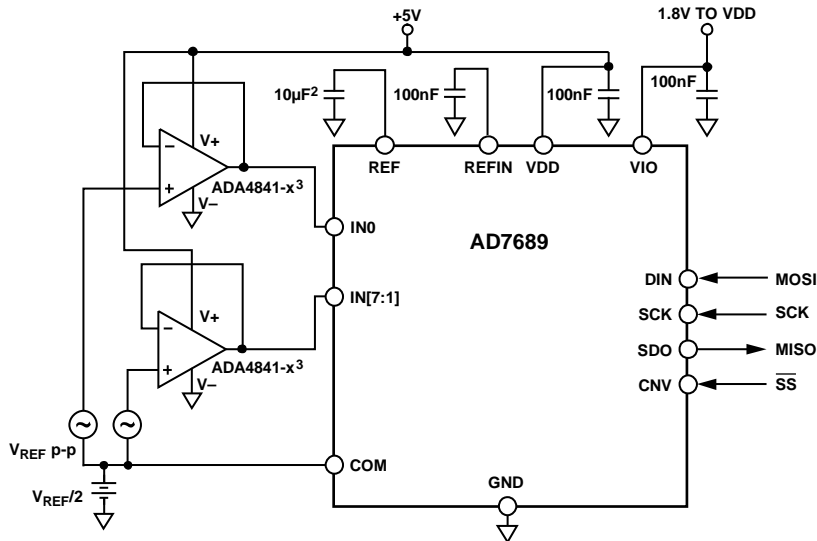 +5V
1.8V TO VDD
10µF²
100nF
100nF
100nF
V+
REF
REFIN
VDD
VIO
–
+
ADA4841-x³
V–
IN0
AD7689
V+
IN[7:1]
DIN
MOSI
–
SCK
SCK
+
ADA4841-x³
SDO
MISO
V–
CNV
S̅S̅
~
~
VREF p-p
COM
GND
VREF/2